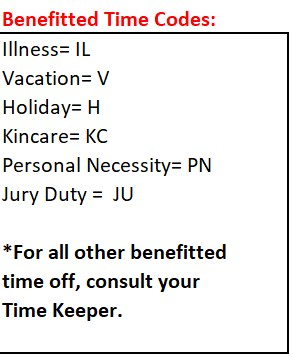 Benefitted Time Codes:
Illness= IL
Vacation= V
Holiday= H
Kincare= KC
Personal Necessity= PN
Jury Duty =  JU
*For all other benefitted
time off, consult your
Time Keeper.